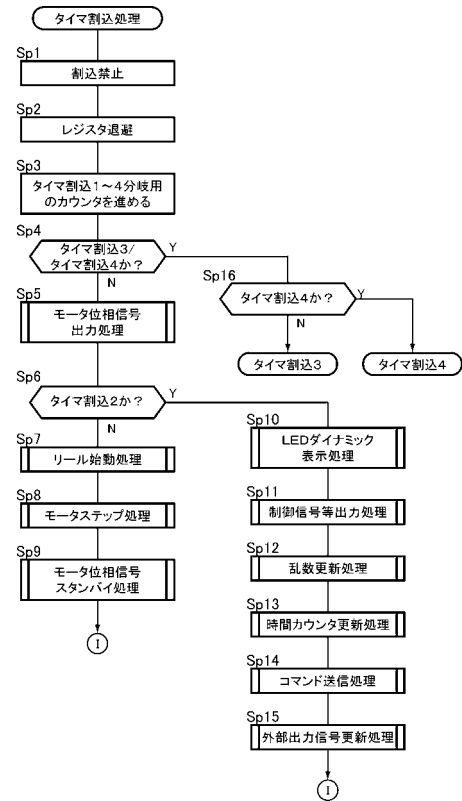 タイマ割込処理
Sp1
割込禁止
Sp2
レジスタ退避
Sp3
タイマ割込1～4分岐用
のカウンタを進める
Sp4
タイマ割込3/
タイマ割込4か？
Y
N
Sp16
タイマ割込4か？
Y
N
タイマ割込3
タイマ割込4
Sp5
モータ位相信号
出力処理
Sp6
タイマ割込2か？
Y
N
Sp7
リール始動処理
Sp8
モータステップ処理
Sp9
モータ位相信号
スタンバイ処理
I
Sp10
LEDダイナミック
表示処理
Sp11
制御信号等出力処理
Sp12
乱数更新処理
Sp13
時間カウンタ更新処理
Sp14
コマンド送信処理
Sp15
外部出力信号更新処理
I